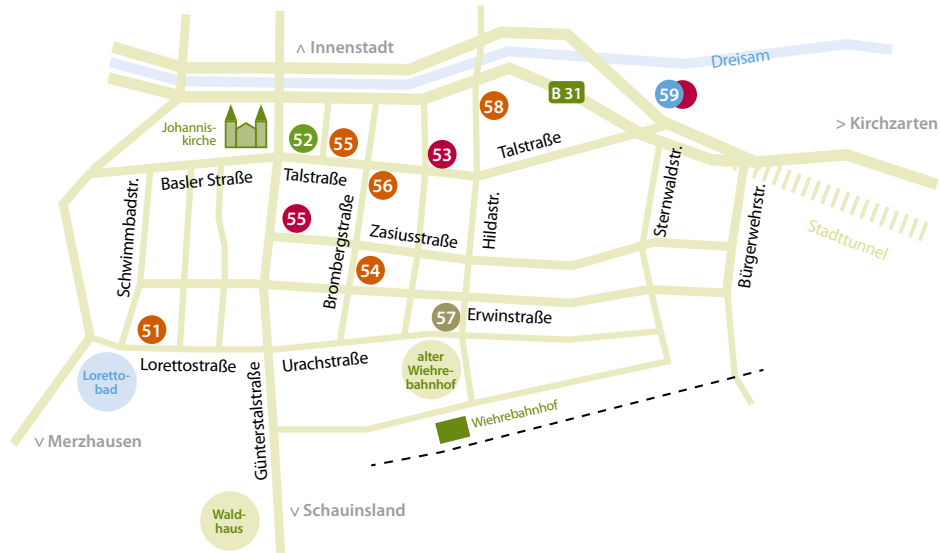 ˄ Innenstadt
Dreisam
B 31
59
58
> Kirchzarten
Johannis-
kirche
52
55
53
Talstraße
56
Basler Straße
Talstraße
Schwimmbadstr.
Sternwaldstr.
Bürgerwehrstr.
Stadttunnel
55
Zasiusstraße
Hildastr.
Brombergstraße
54
57
Erwinstraße
51
Lorettostraße
Urachstraße
alter
Wiehre-
bahnhof
Loretto-
bad
Günterstalstraße
Wiehrebahnhof
˅ Merzhausen
Wald-
haus
˅ Schauinsland